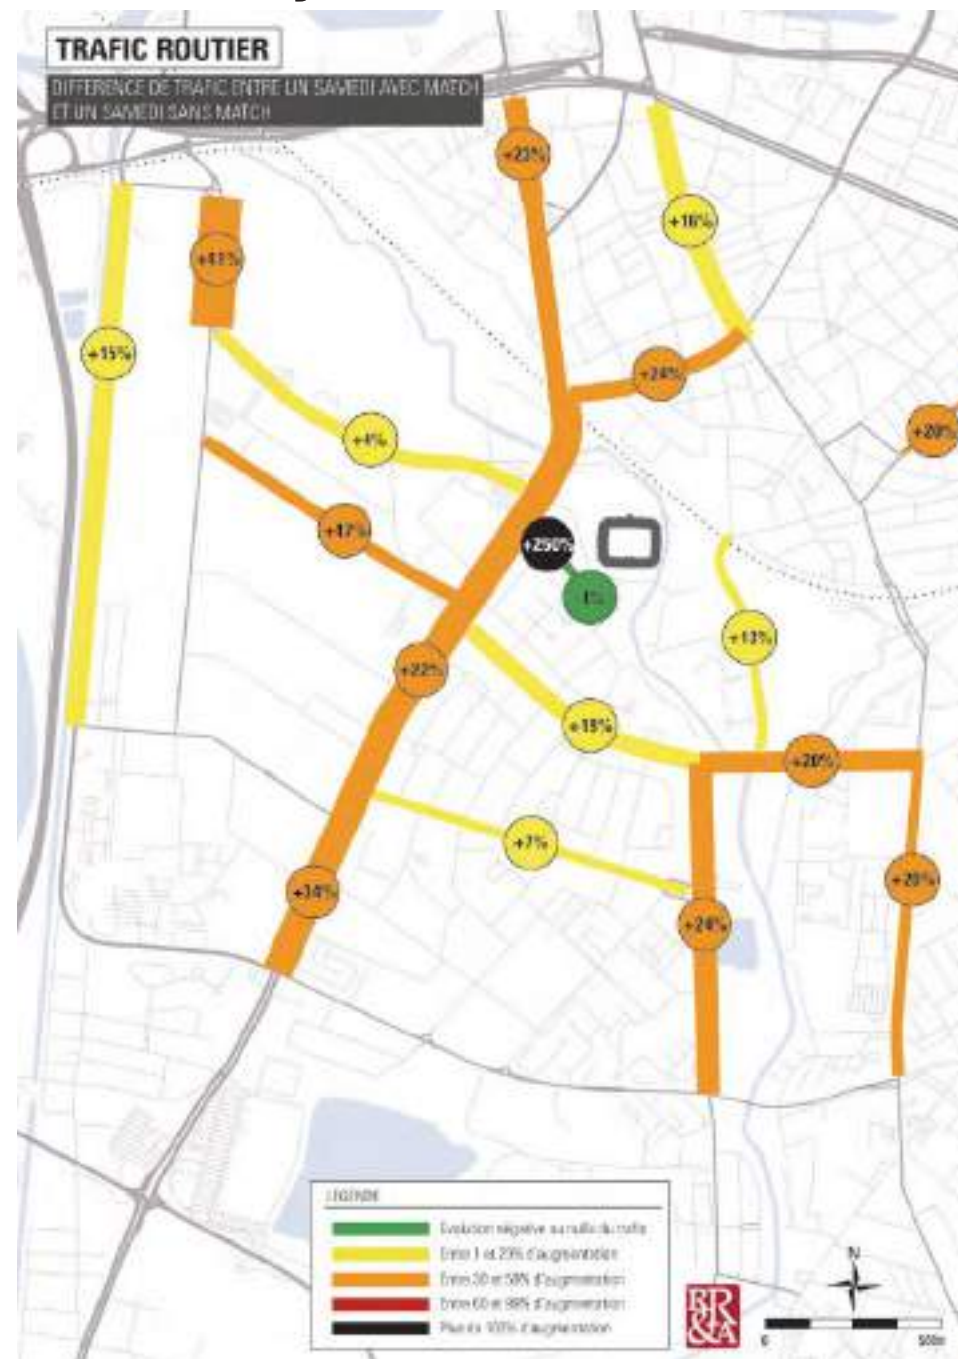 TRAFIC ROUTIER
DIFFERENCE DE TRAFIC ENTRE UN SAMEDI AVEC MATCH
ET UN SAMEDI SANS MATCH
+23%
+16%
+15%
+24%
+20%
+4%
+250%
+13%
+22%
+19%
+20%
+7%
+34%
+20%
+24%
LEGENDE
Evolution négative ou nulle du trafic
Entre 1 et 29% d'augmentation
Entre 30 et 59% d'augmentation
Entre 60 et 99% d'augmentation
Plus de 100% d'augmentation
N
0
500m